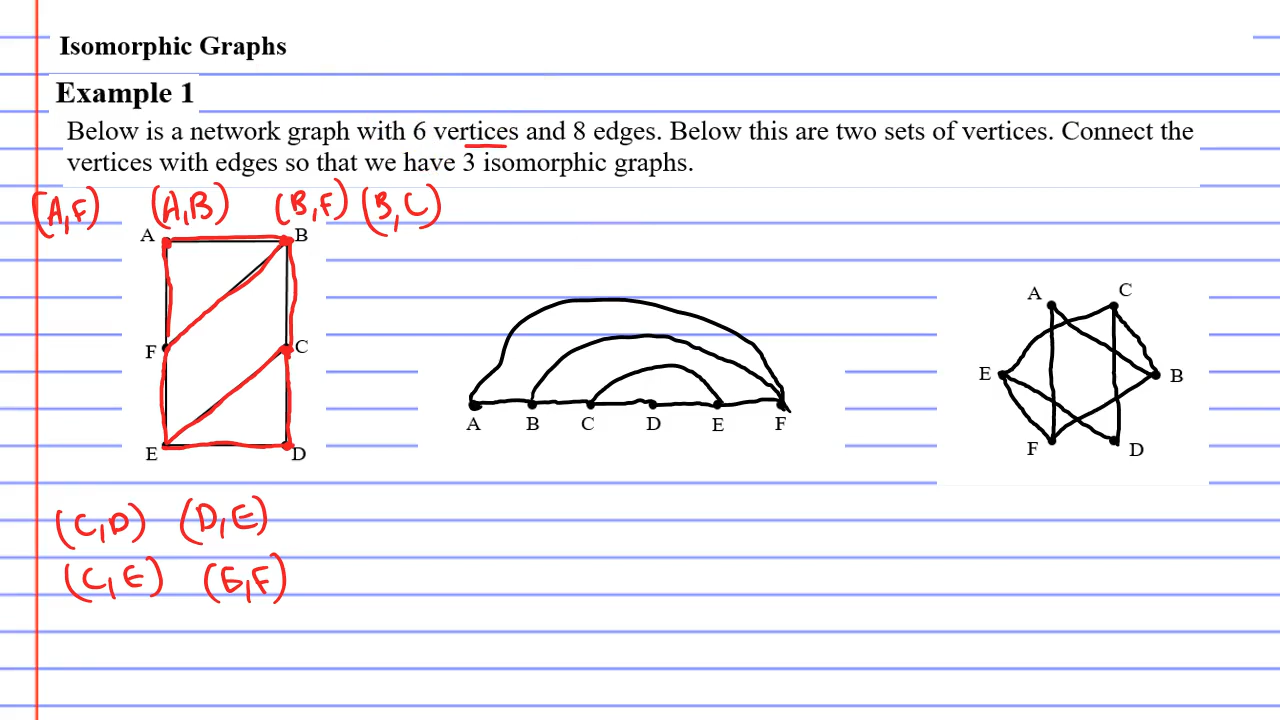 Isomorphic Graphs
Example 1
Below is a network graph with 6 vertices and 8 edges. Below this are two sets of vertices. Connect the
vertices with edges so that we have 3 isomorphic graphs.
(A,F) (A,B) (B,F) (B,C)
A B
F C
E D
A B C D E F
A C
E B
F D
(C,D) (D,E)
(C,E) (E,F)